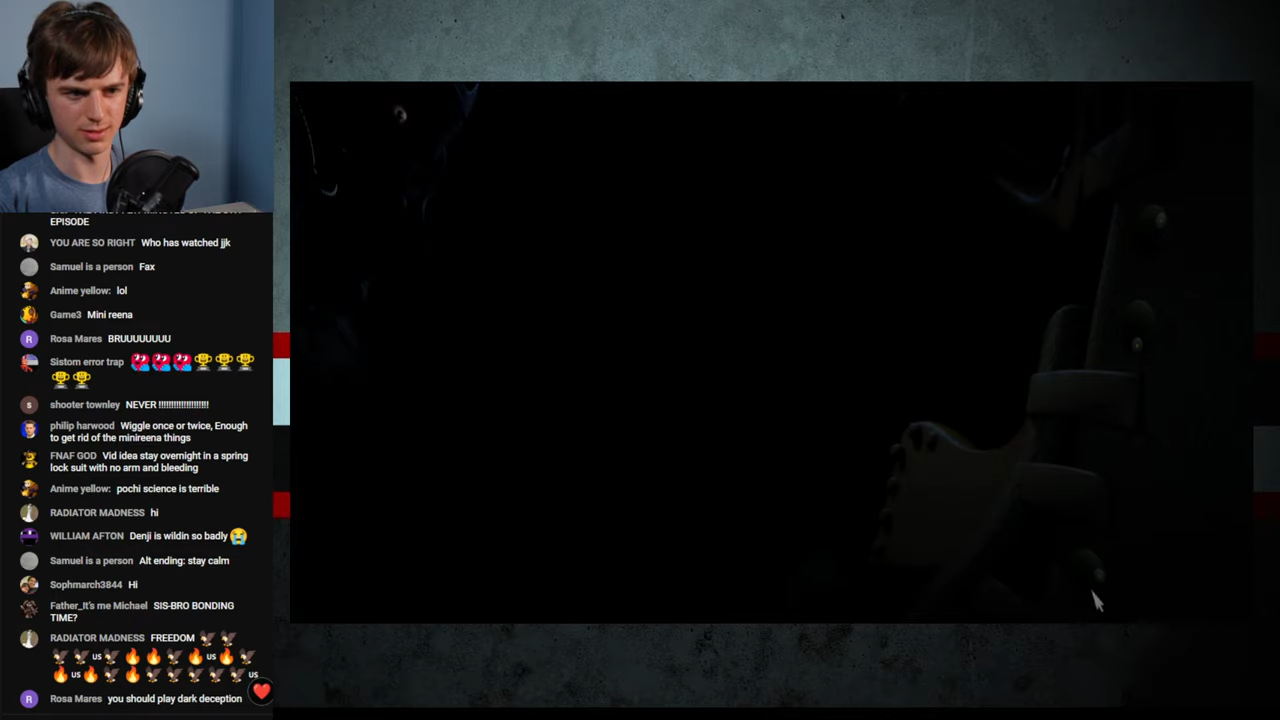 EPISODE
YOU ARE SO RIGHT Who has watched jjk
Samuel is a person Fax
Anime yellow: lol
Game3 Mini reena
R Rosa Mares BRUUUUUUUU
Sistom error trap
s shooter townley NEVER !!!!!!!!!!!!!!!!!!!!
philip harwood Wiggle once or twice, Enough
to get rid of the minireena things
FNAF GOD Vid idea stay overnight in a spring
lock suit with no arm and bleeding
Anime yellow: pochi science is terrible
RADIATOR MADNESS hi
WILLIAM AFTON Denji is wildin so badly 😭
Samuel is a person Alt ending: stay calm
Sophmarch3844 Hi
Father_It's me Michael SIS-BRO BONDING
TIME?
RADIATOR MADNESS FREEDOM 🦅🦅
🦅🦅us🦅🔥🔥🦅🔥us🔥🦅
🔥us🔥🦅🔥🦅🦅🦅🦅us
R Rosa Mares you should play dark deception